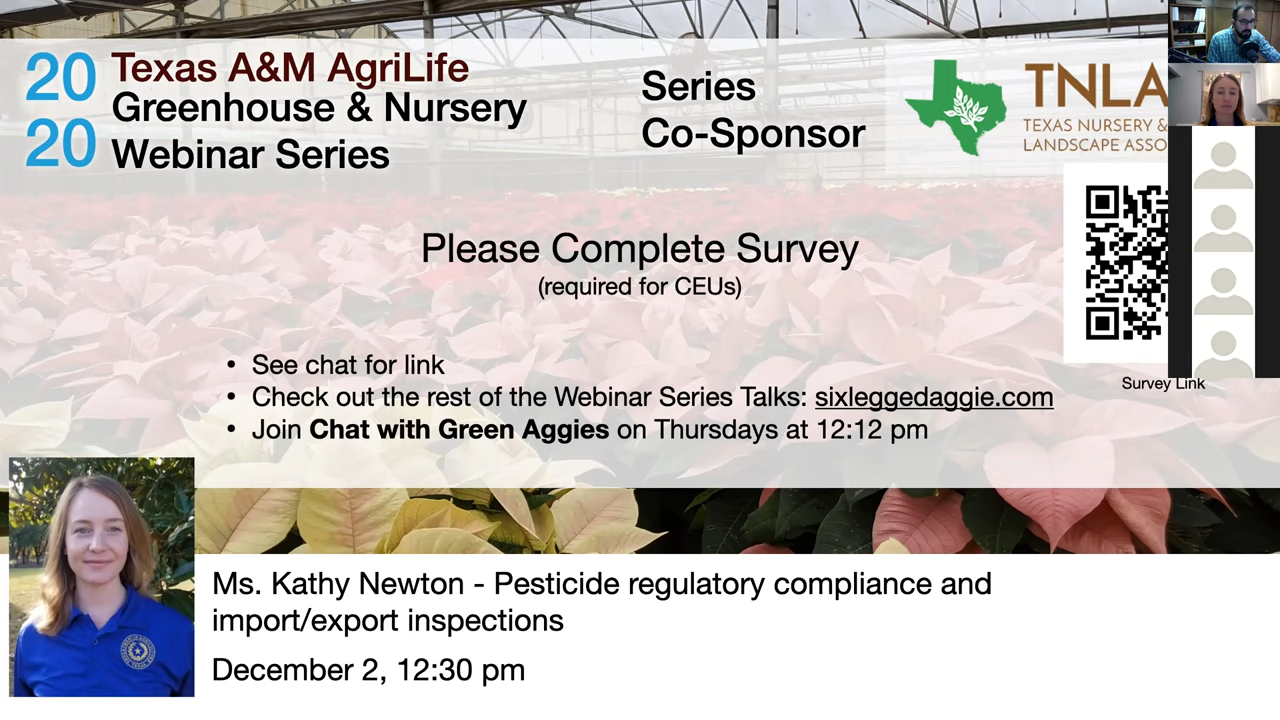 20
20
Texas A&M AgriLife
Greenhouse & Nursery
Webinar Series
Series
Co-Sponsor
TNLA
TEXAS NURSERY &
LANDSCAPE ASSO
Please Complete Survey
(required for CEUs)
• See chat for link
• Check out the rest of the Webinar Series Talks: sixleggedaggie.com
• Join Chat with Green Aggies on Thursdays at 12:12 pm
Survey Link
Ms. Kathy Newton - Pesticide regulatory compliance and
import/export inspections
December 2, 12:30 pm